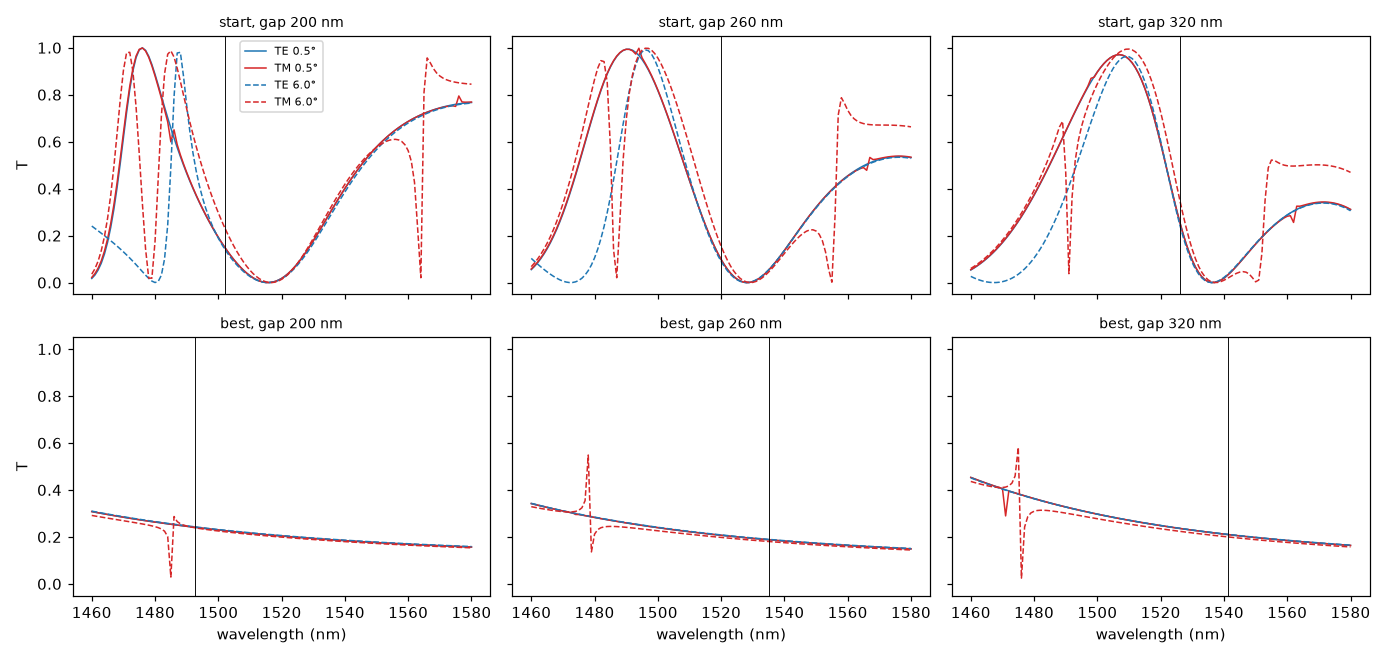 start, gap 200 nm
start, gap 260 nm
start, gap 320 nm
T
1.0
0.8
0.6
0.4
0.2
0.0
TE 0.5°
TM 0.5°
TE 6.0°
TM 6.0°
best, gap 200 nm
best, gap 260 nm
best, gap 320 nm
T
1.0
0.8
0.6
0.4
0.2
0.0
1460 1480 1500 1520 1540 1560 1580
1460 1480 1500 1520 1540 1560 1580
1460 1480 1500 1520 1540 1560 1580
wavelength (nm)
wavelength (nm)
wavelength (nm)